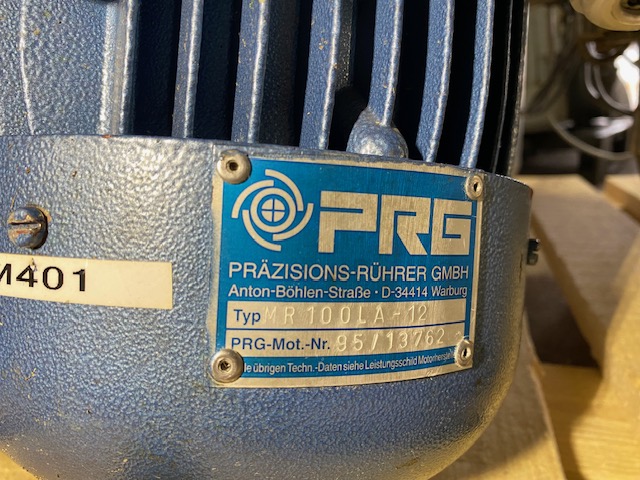 PRG
PRÄZISIONS-RÜHRER GMBH
Anton-Böhlen-Straße · D-34414 Warburg
Typ MR 100LA-12
PRG-Mot.-Nr. 95/13762
übrigen Techn.-Daten siehe Leistungsschild
M401